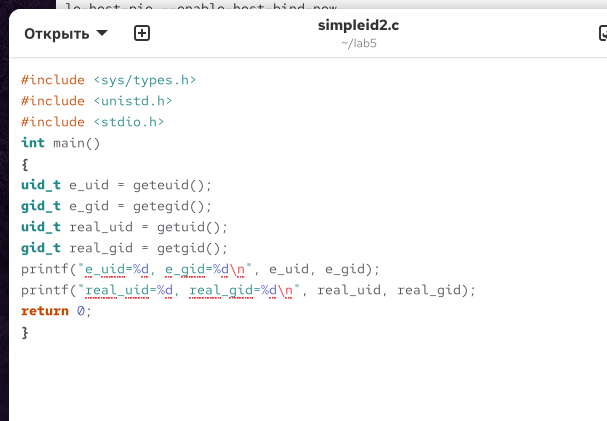 le-host-pie --enable-host-bind-now
Открыть
simpleid2.c
~/lab5
#include <sys/types.h>
#include <unistd.h>
#include <stdio.h>
int main()
{
uid_t e_uid = geteuid();
gid_t e_gid = getegid();
uid_t real_uid = getuid();
gid_t real_gid = getgid();
printf("e_uid=%d, e_gid=%d\n", e_uid, e_gid);
printf("real_uid=%d, real_gid=%d\n", real_uid, real_gid);
return 0;
}